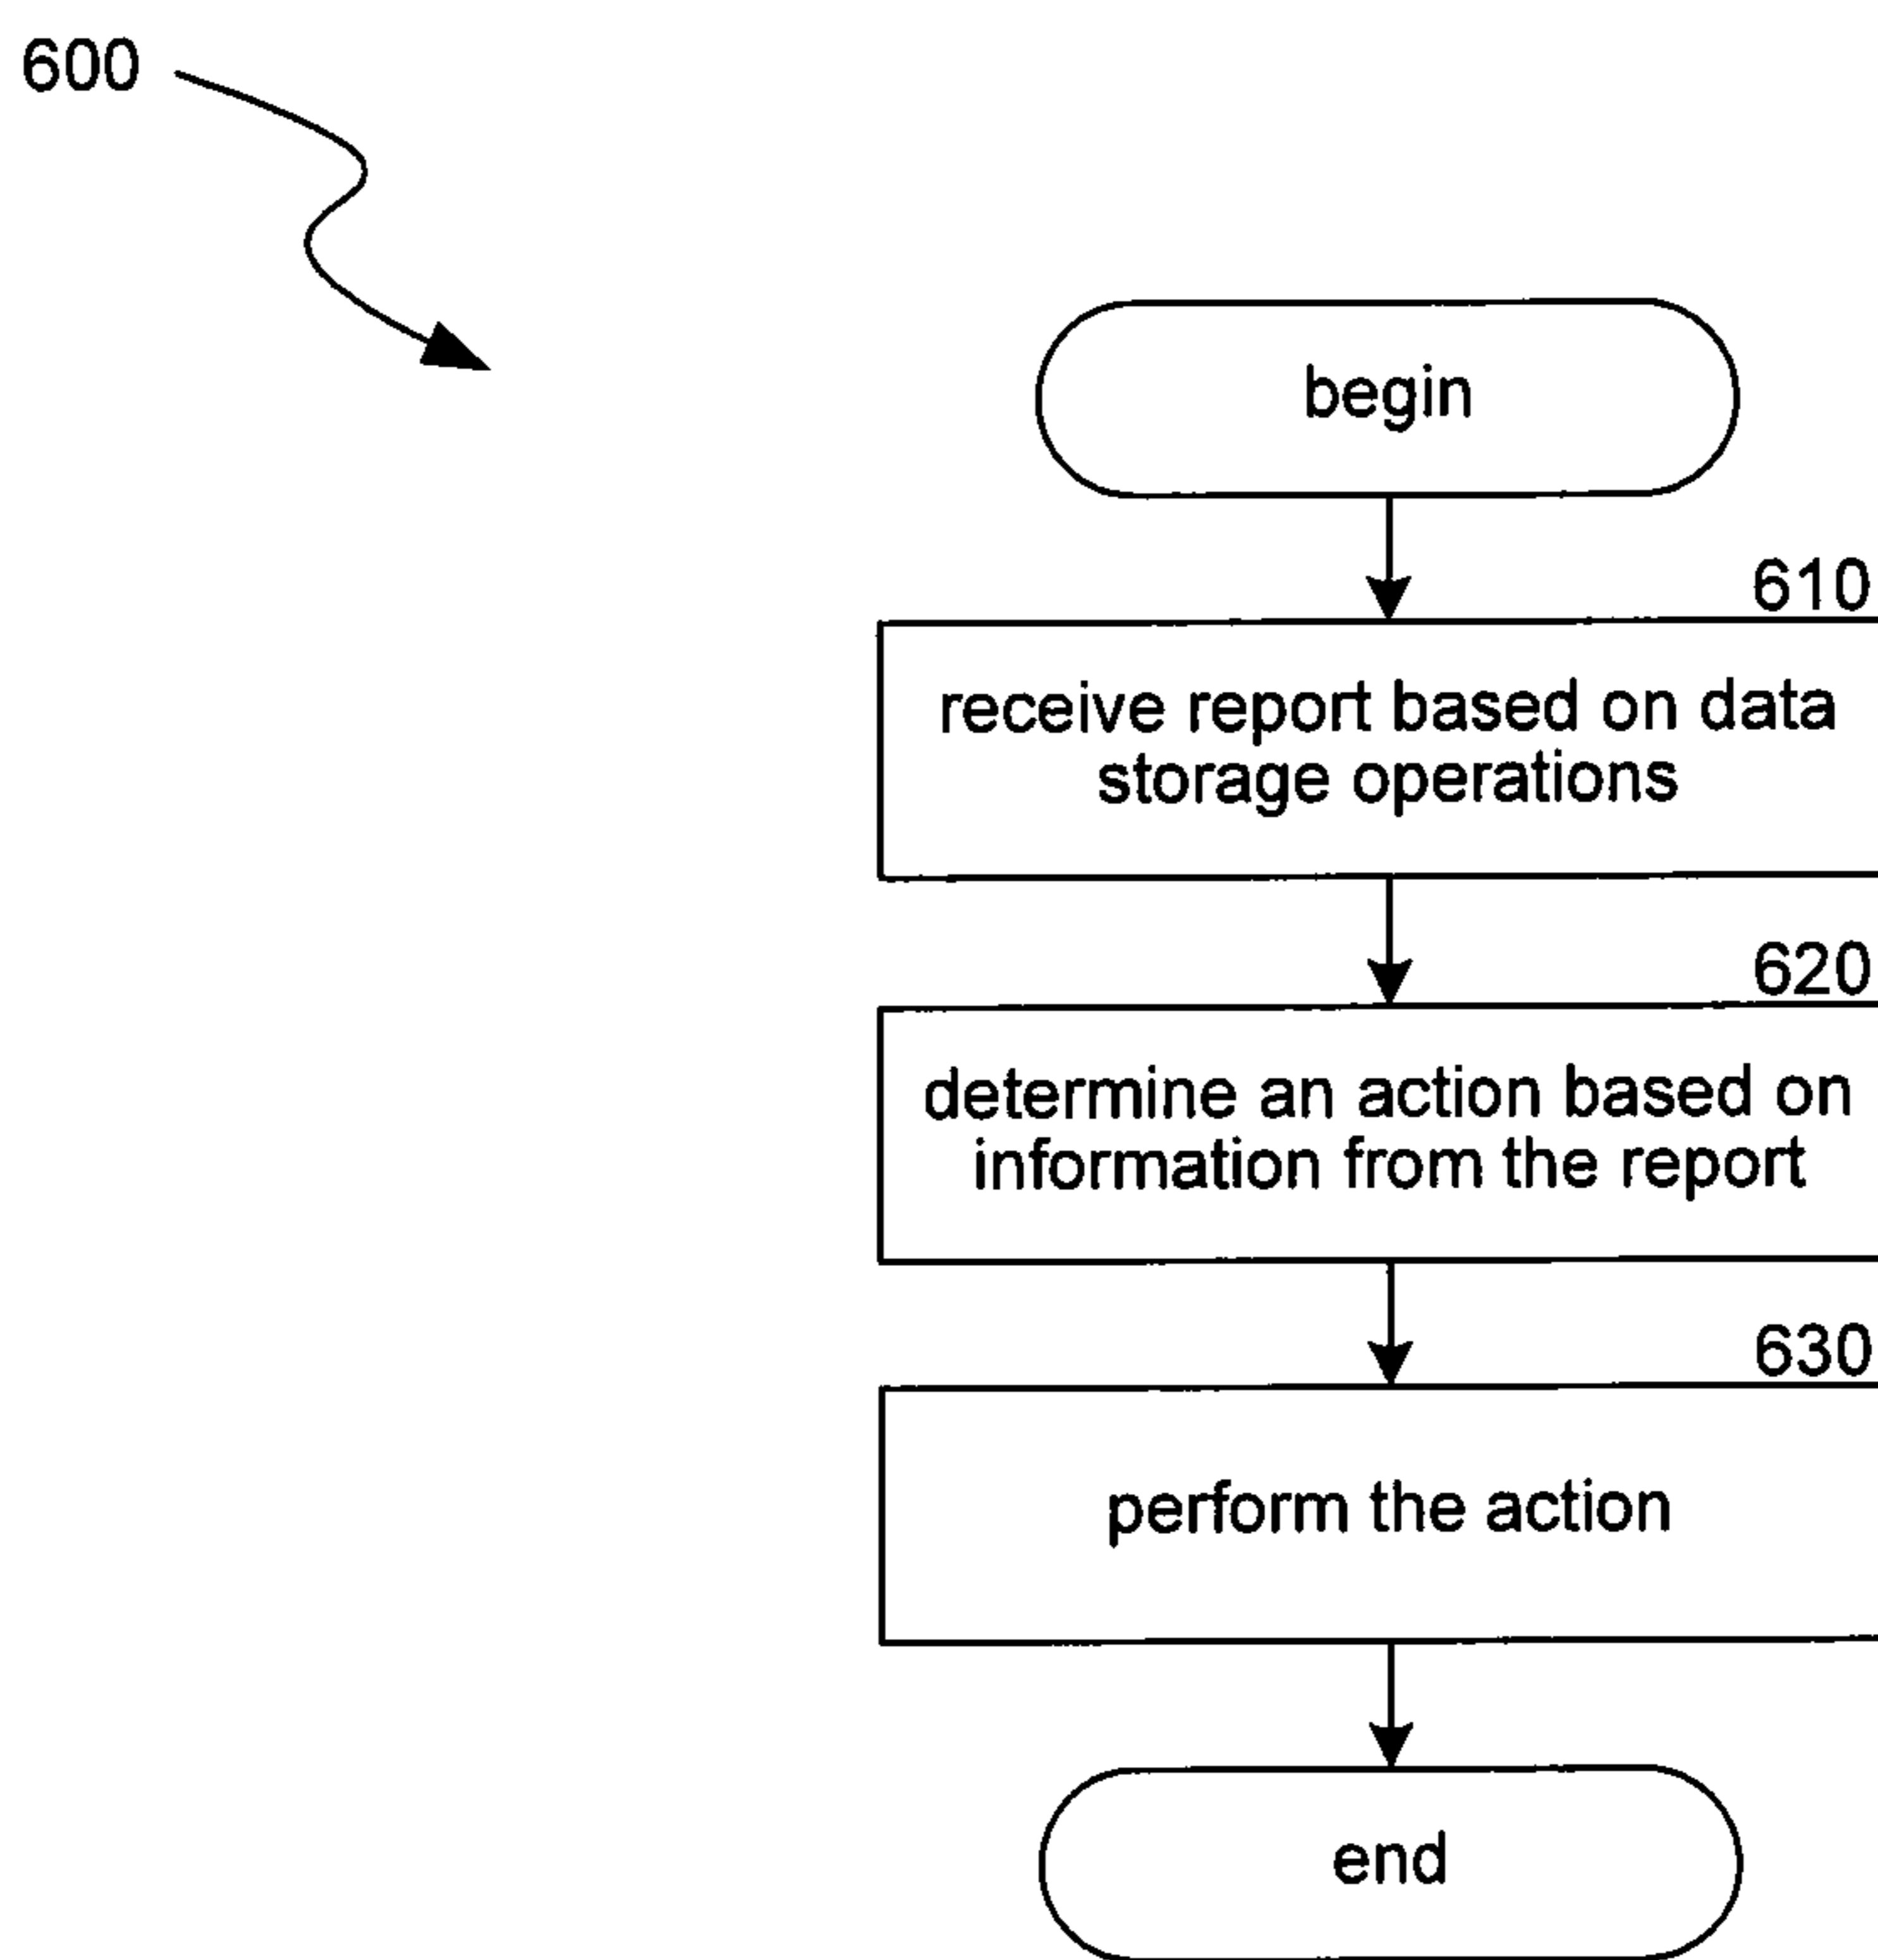 600
begin
610
receive report based on data
storage operations
620
determine an action based on
information from the report
630
perform the action
end